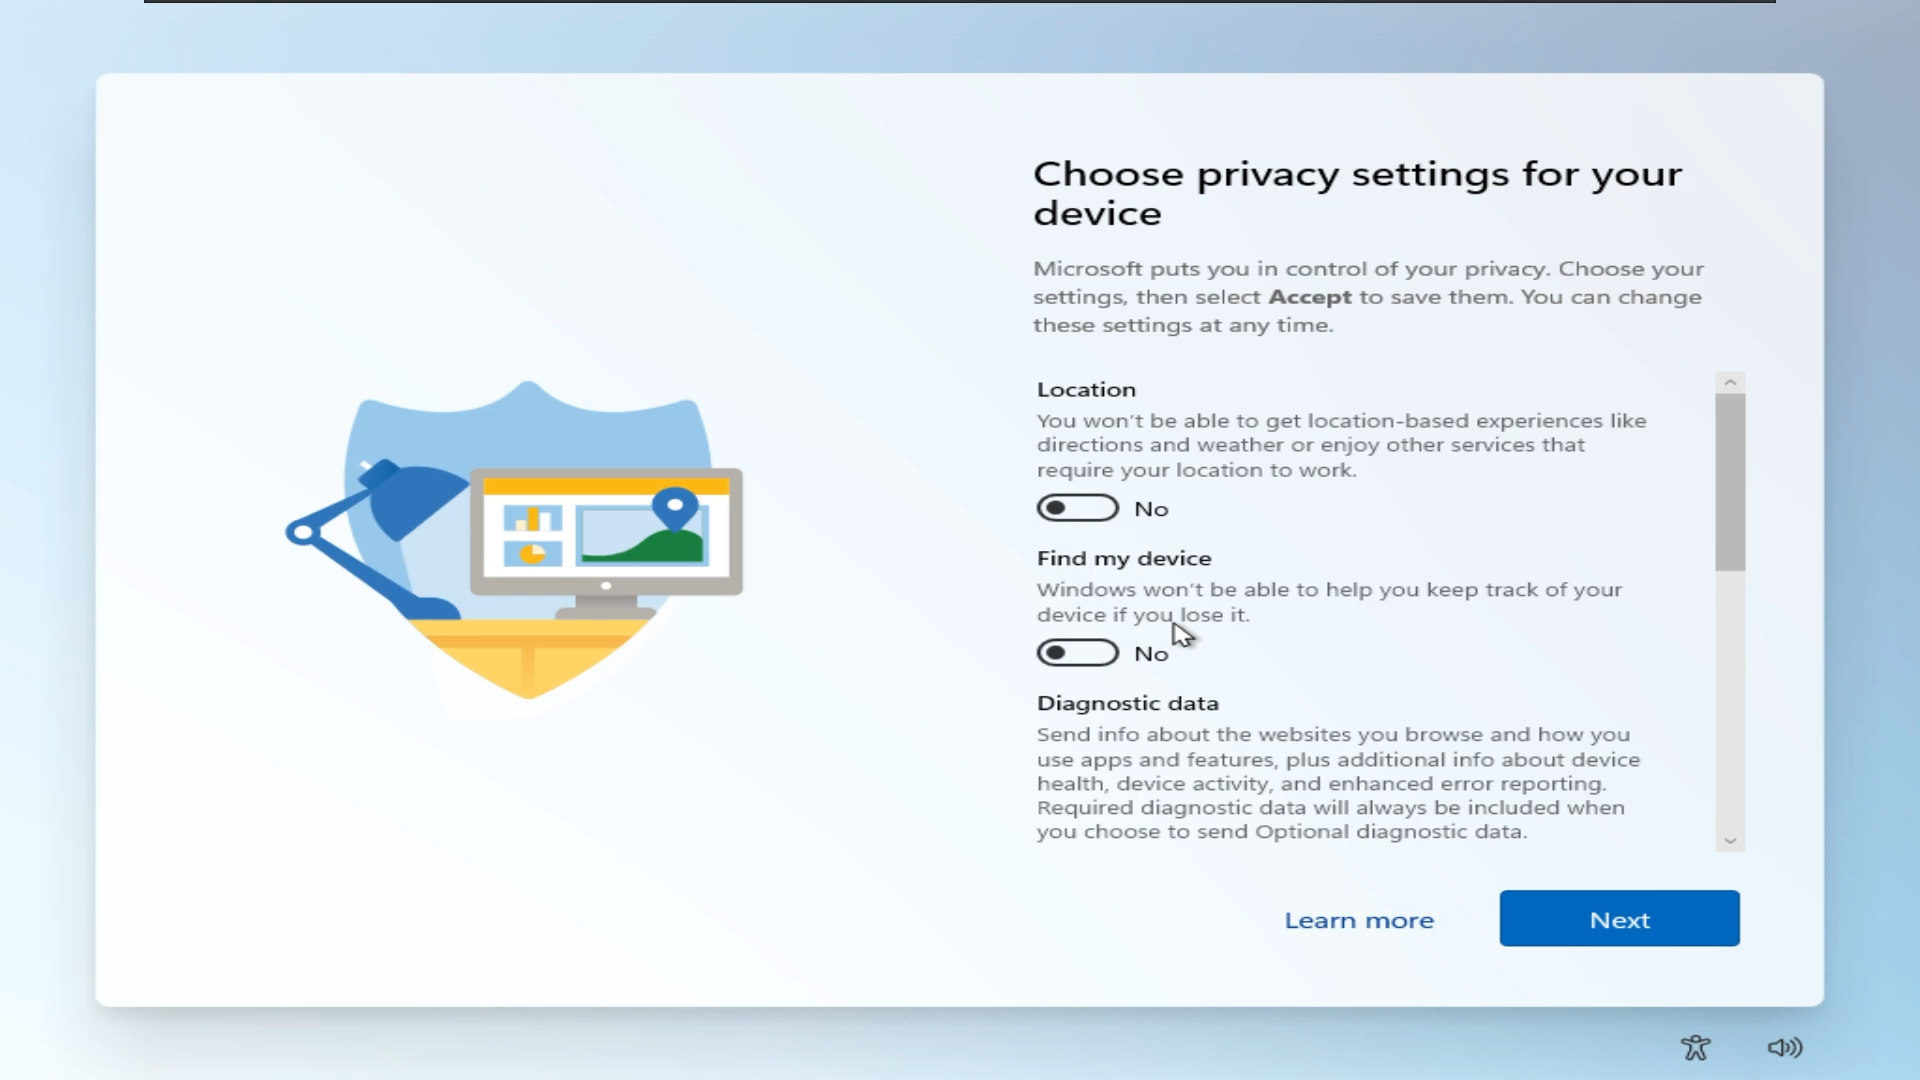 Choose privacy settings for your
device
Microsoft puts you in control of your privacy. Choose your
settings, then select Accept to save them. You can change
these settings at any time.
Location
You won't be able to get location-based experiences like
directions and weather or enjoy other services that
require your location to work.
No
Find my device
Windows won't be able to help you keep track of your
device if you lose it.
No
Diagnostic data
Send info about the websites you browse and how you
use apps and features, plus additional info about device
health, device activity, and enhanced error reporting.
Required diagnostic data will always be included when
you choose to send Optional diagnostic data.
Learn more
Next